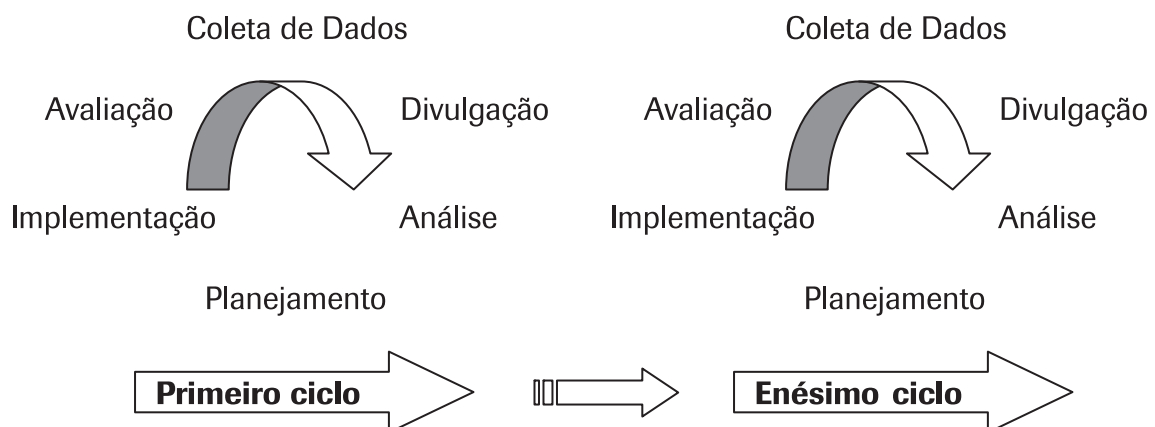 Coleta de Dados
Coleta de Dados
Avaliação
Divulgação
Avaliação
Divulgação
Implementação
Análise
Implementação
Análise
Planejamento
Planejamento
Primeiro ciclo
Enésimo ciclo